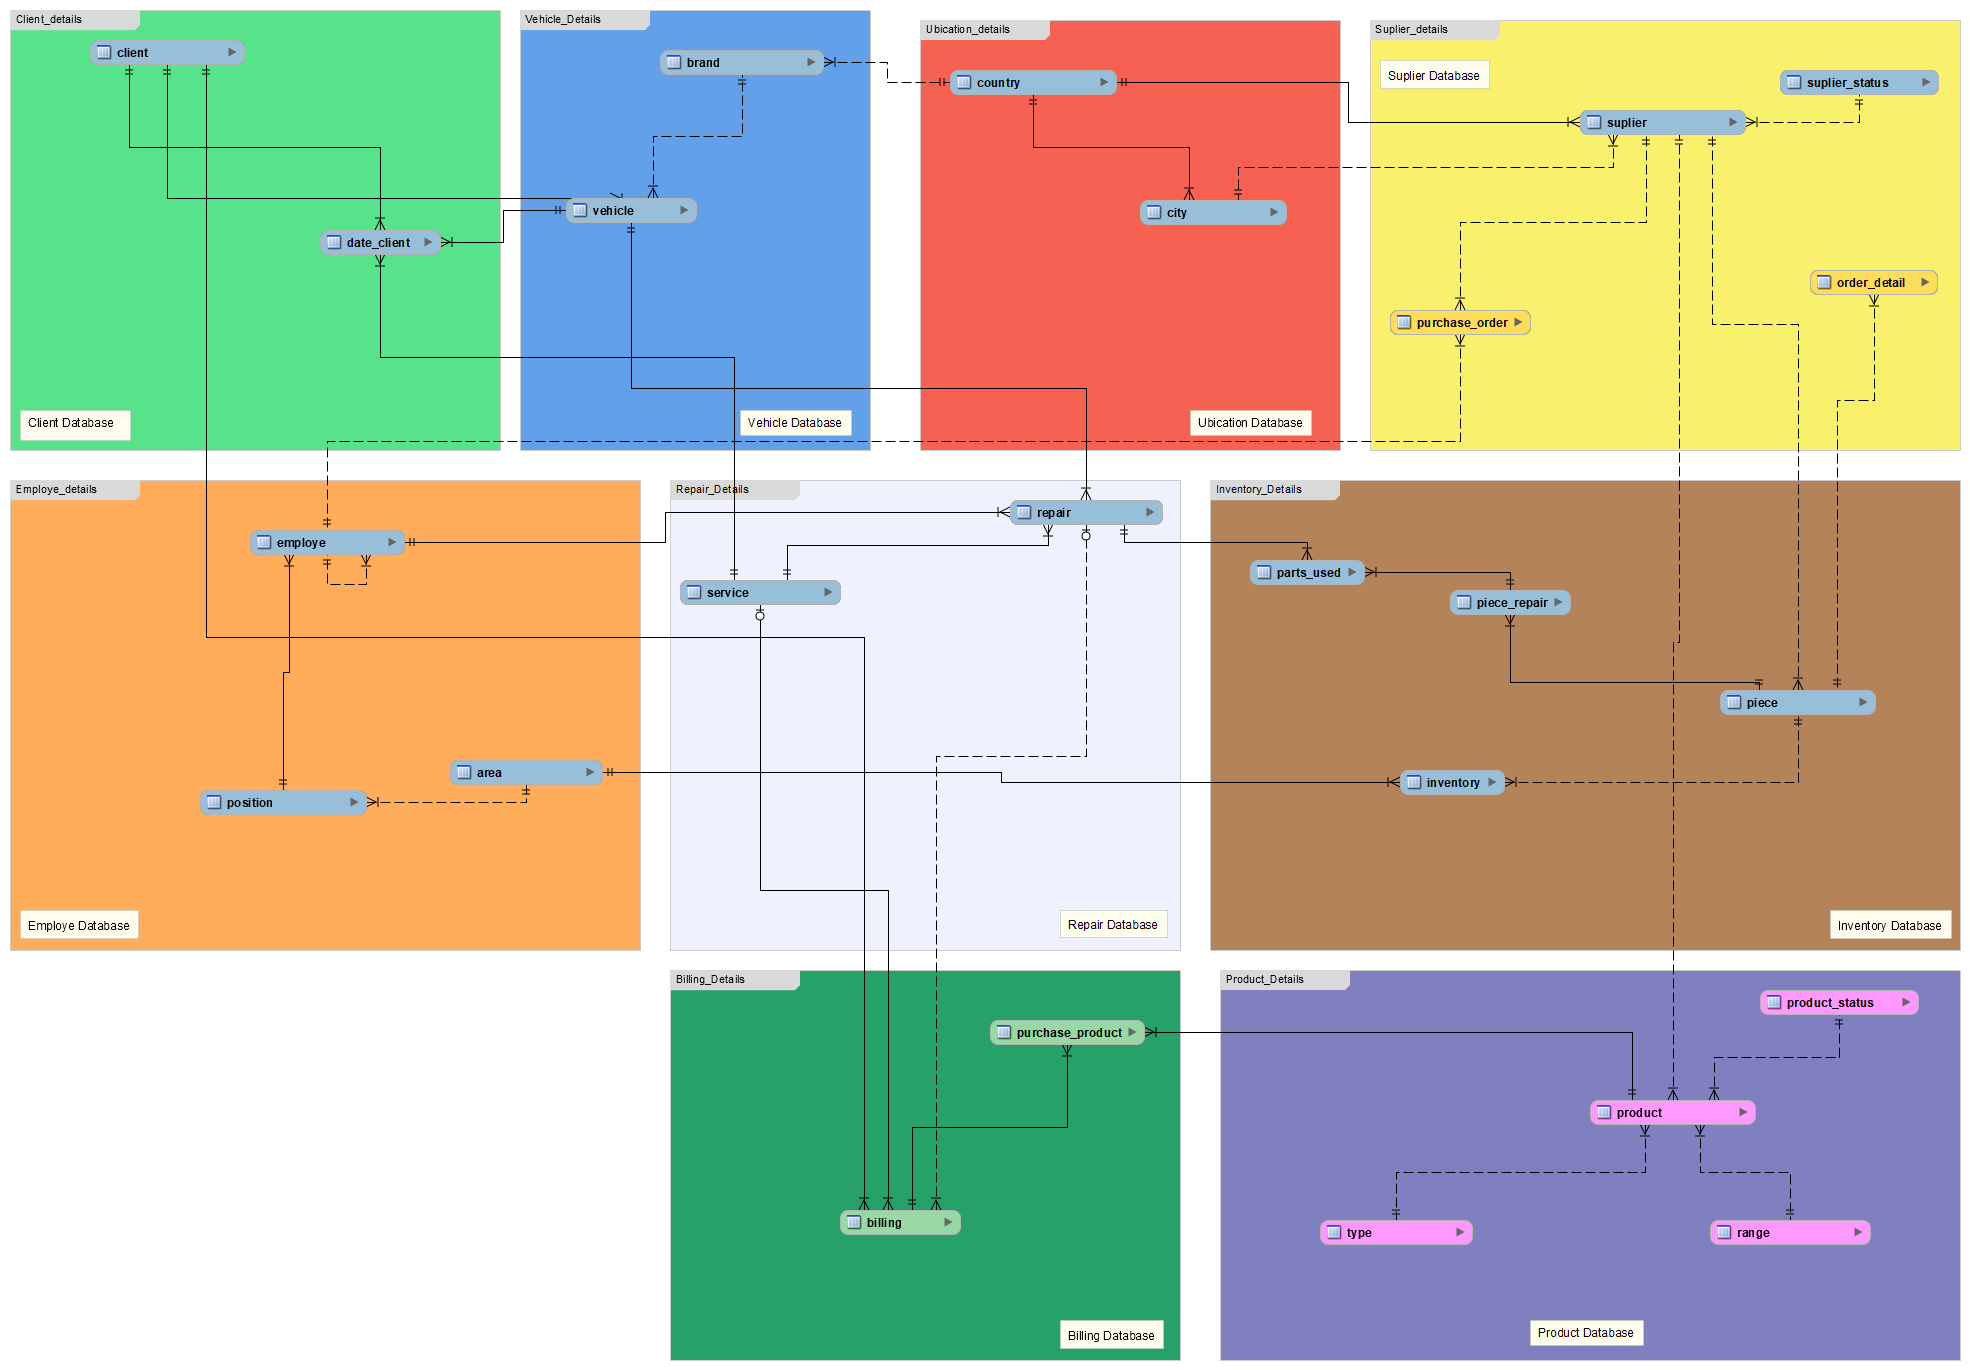 Client_details
client
date_client
Client Database
Vehicle_Details
brand
vehicle
Vehicle Database
Ubication_details
country
city
Ubication Database
Suplier_details
Suplier Database
suplier_status
suplier
order_detail
purchase_order
Employe_details
employe
area
position
Employe Database
Repair_Details
repair
service
Repair Database
Inventory_Details
parts_used
piece_repair
piece
inventory
Inventory Database
Billing_Details
purchase_product
billing
Billing Database
Product_Details
product_status
product
type
range
Product Database